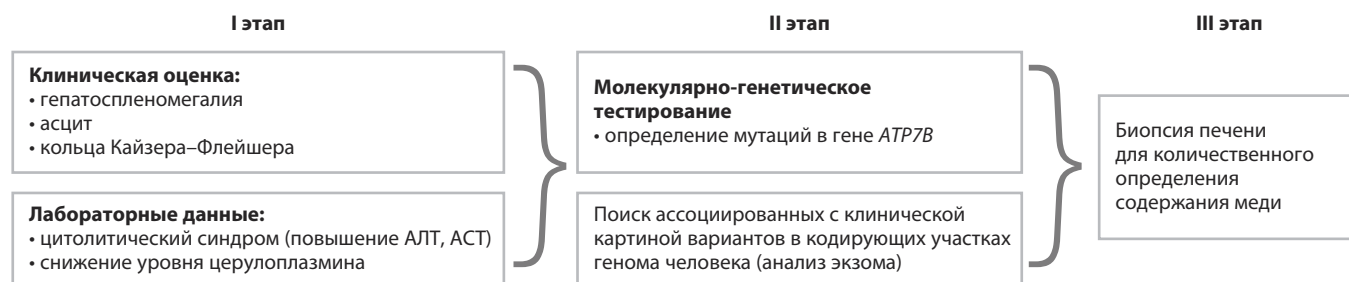 I этап
Клиническая оценка:
• гепатоспленомегалия
• асцит
• кольца Кайзера–Флейшера
Лабораторные данные:
• цитолитический синдром (повышение АЛТ, АСТ)
• снижение уровня церулоплазмина
II этап
Молекулярно-генетическое
тестирование
• определение мутаций в гене ATP7B
Поиск ассоциированных с клинической
картиной вариантов в кодирующих участках
генома человека (анализ экзома)
III этап
Биопсия печени
для количественного
определения
содержания меди